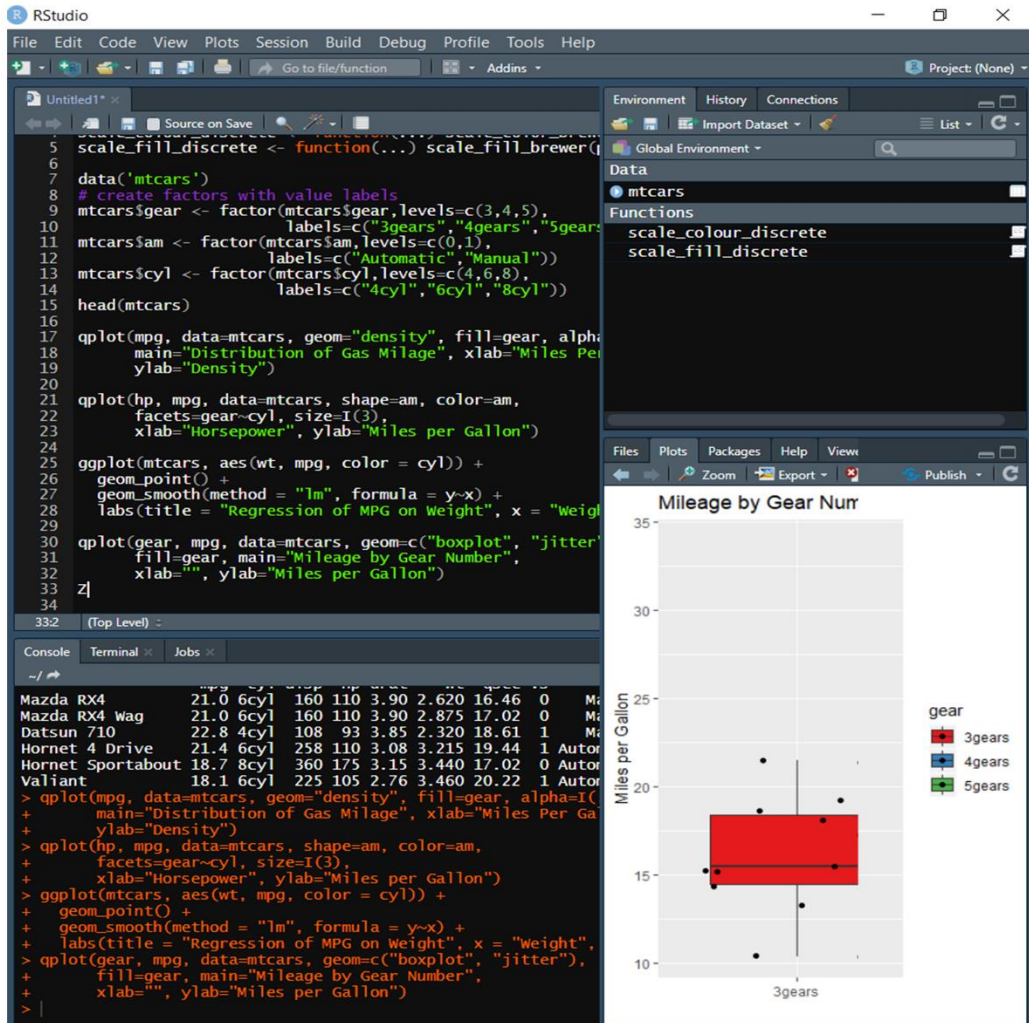 RStudio
File Edit Code View Plots Session Build Debug Profile Tools Help
Go to file/function
Addins
Project: (None)
Untitled1*
Source on Save
5 scale_fill_discrete <- function(...) scale_fill_brewer(
6
7 data('mtcars')
8 # create factors with value labels
9 mtcars$gear <- factor(mtcars$gear,levels=c(3,4,5),
10 labels=c("3gears","4gears","5gears
11 mtcars$am <- factor(mtcars$am,levels=c(0,1),
12 labels=c("Automatic","Manual"))
13 mtcars$cyl <- factor(mtcars$cyl,levels=c(4,6,8),
14 labels=c("4cyl","6cyl","8cyl"))
15 head(mtcars)
16
17 qplot(mpg, data=mtcars, geom="density", fill=gear, alph
18 main="Distribution of Gas Milage", xlab="Miles Pe
19 ylab="Density")
20
21 qplot(hp, mpg, data=mtcars, shape=am, color=am,
22 facets=gear~cyl, size=I(3),
23 xlab="Horsepower", ylab="Miles per Gallon")
24
25 ggplot(mtcars, aes(wt, mpg, color = cyl)) +
26 geom_point() +
27 geom_smooth(method = "lm", formula = y~x) +
28 labs(title = "Regression of MPG on Weight", x = "Weig
29
30 qplot(gear, mpg, data=mtcars, geom=c("boxplot", "jitter"
31 fill=gear, main="Mileage by Gear Number",
32 xlab="", ylab="Miles per Gallon")
33 Z
34
33:2 (Top Level)
Console Terminal Jobs
~/
Mazda RX4 21.0 6cyl 160 110 3.90 2.620 16.46 0 Ma
Mazda RX4 Wag 21.0 6cyl 160 110 3.90 2.875 17.02 0 Ma
Datsun 710 22.8 4cyl 108 93 3.85 2.320 18.61 1 Ma
Hornet 4 Drive 21.4 6cyl 258 110 3.08 3.215 19.44 1 Autor
Hornet Sportabout 18.7 8cyl 360 175 3.15 3.440 17.02 0 Autor
Valiant 18.1 6cyl 225 105 2.76 3.460 20.22 1 Autor
> qplot(mpg, data=mtcars, geom="density", fill=gear, alpha=I(
+ main="Distribution of Gas Milage", xlab="Miles Per Ga
+ ylab="Density")
> qplot(hp, mpg, data=mtcars, shape=am, color=am,
+ facets=gear~cyl, size=I(3),
+ xlab="Horsepower", ylab="Miles per Gallon")
> ggplot(mtcars, aes(wt, mpg, color = cyl)) +
+ geom_point() +
+ geom_smooth(method = "lm", formula = y~x) +
+ labs(title = "Regression of MPG on Weight", x = "Weight",
> qplot(gear, mpg, data=mtcars, geom=c("boxplot", "jitter"),
+ fill=gear, main="Mileage by Gear Number",
+ xlab="", ylab="Miles per Gallon")
>
Environment History Connections
Import Dataset
List
Global Environment
Data
mtcars
Functions
scale_colour_discrete
scale_fill_discrete
Files Plots Packages Help Viewe
Zoom Export Publish
Mileage by Gear Num
35
30
25
20
15
10
Miles per Gallon
3gears
gear
3gears
4gears
5gears